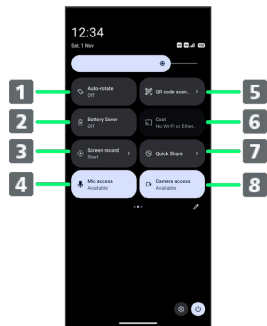 12:34
Sat, 1 Nov
1
Auto-rotate
Off
5
QR code scan..
2
Battery Saver
Off
6
Cast
No Wi-Fi or Ether..
3
Screen record
Start
7
Quick Share
4
Mic access
Available
8
Camera access
Available